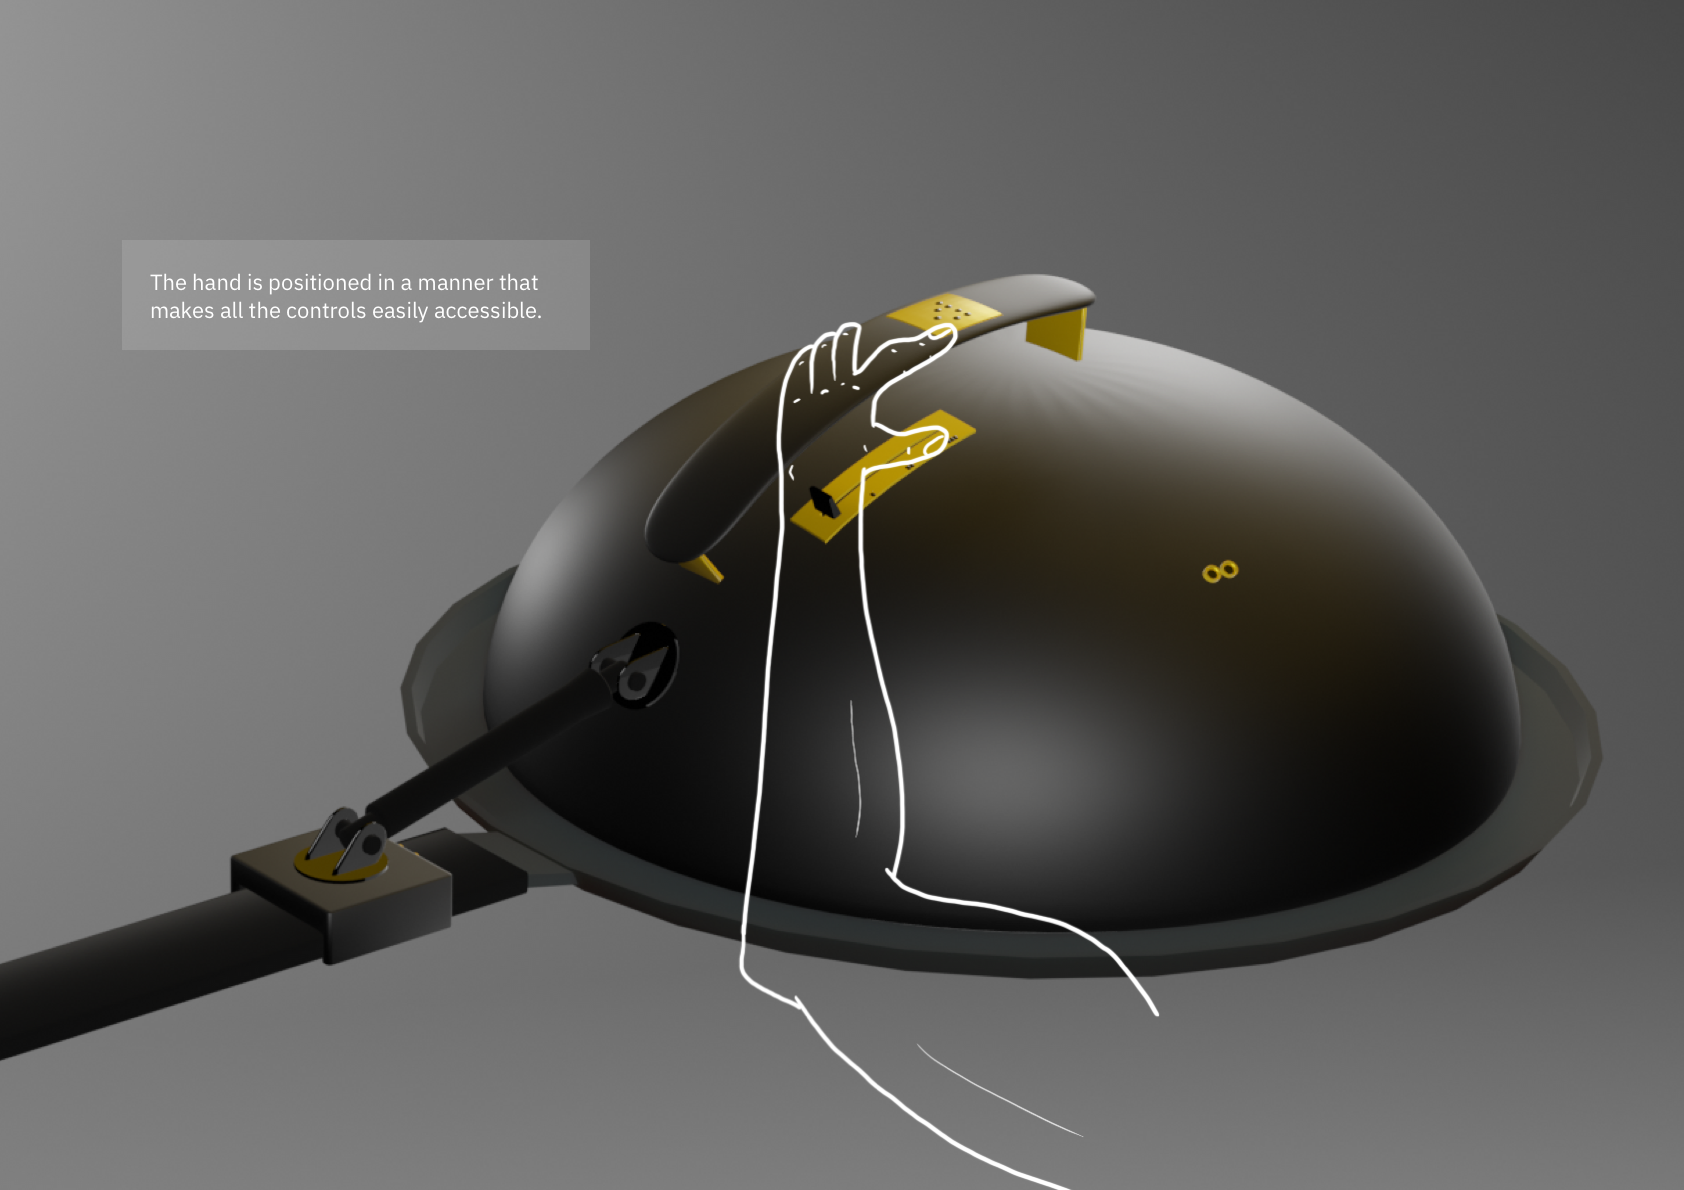 The hand is positioned in a manner that
makes all the controls easily accessible.